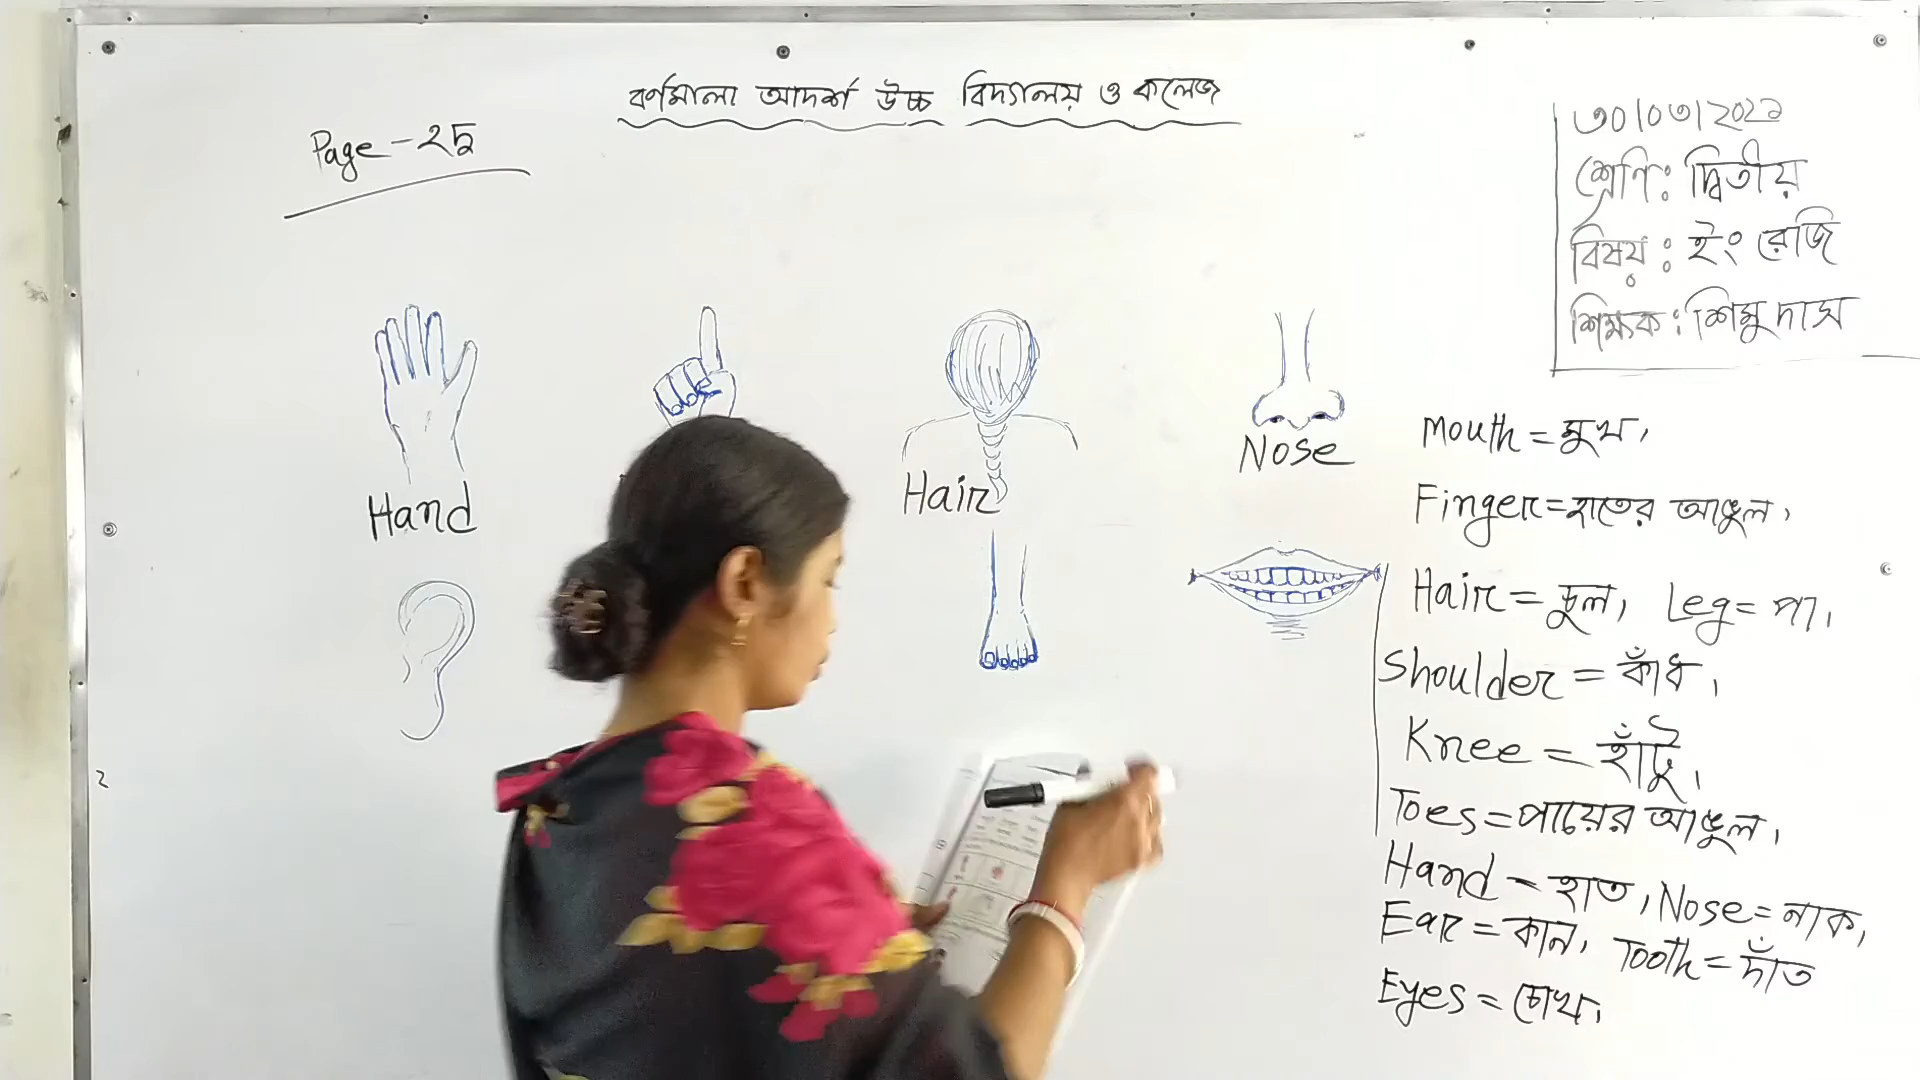 বর্ণমালা আদর্শ উচ্চ বিদ্যালয় ও কলেজ
Page - ২৮
৩০/০৩/২০২১
শ্রেণি: দ্বিতীয়
বিষয়: ইংরেজি
শিক্ষক: শিমু দাস
Hand
Hair
Nose
Mouth = মুখ,
Finger = হাতের আঙুল,
Hair = চুল, Leg = পা,
Shoulder = কাঁধ,
Knee = হাঁটু,
Toes = পায়ের আঙুল,
Hand - হাত, Nose = নাক,
Ear = কান, Tooth = দাঁত
Eyes = চোখ,